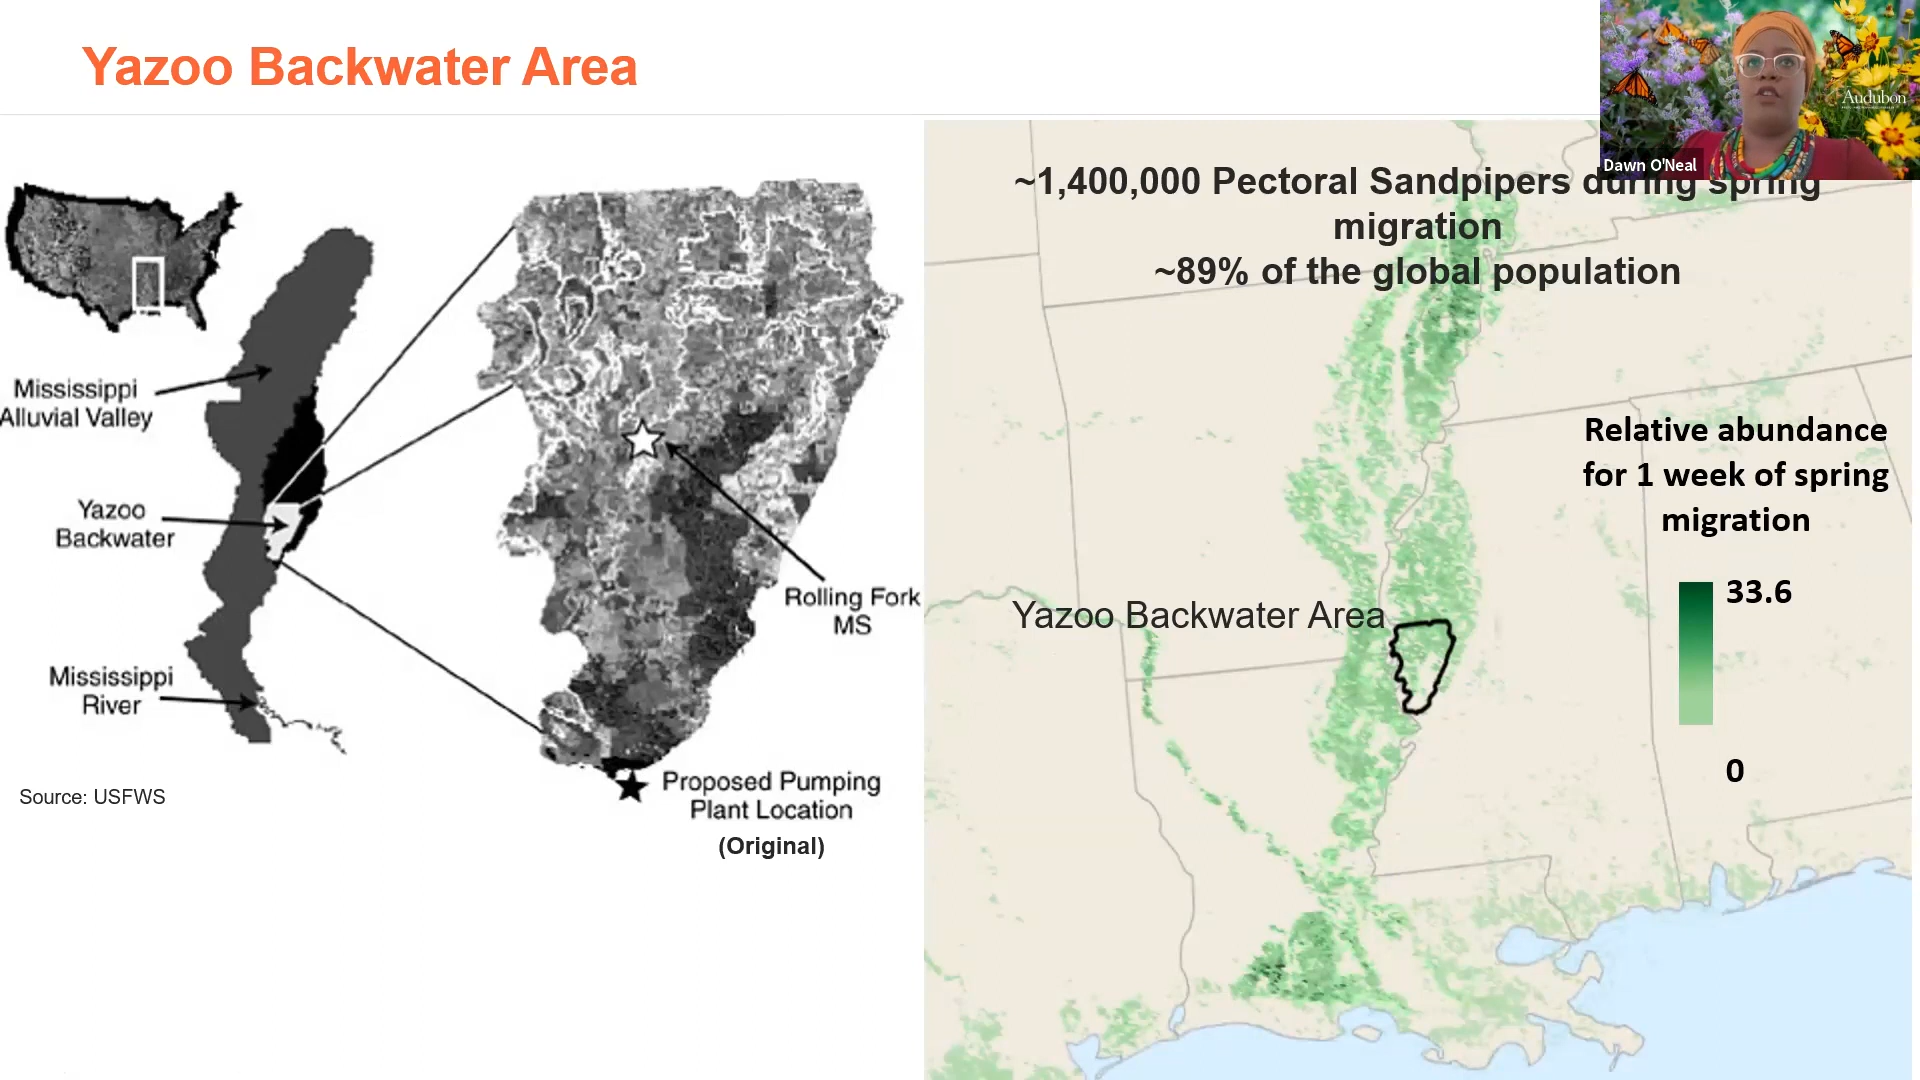 Yazoo Backwater Area
Audubon
Dawn O'Neal
Mississippi
Alluvial Valley
Yazoo
Backwater
Mississippi
River
Source: USFWS
Rolling Fork
MS
Proposed Pumping
Plant Location
(Original)
~1,400,000 Pectoral Sandpipers during spring
migration
~89% of the global population
Relative abundance
for 1 week of spring
migration
33.6
0
Yazoo Backwater Area